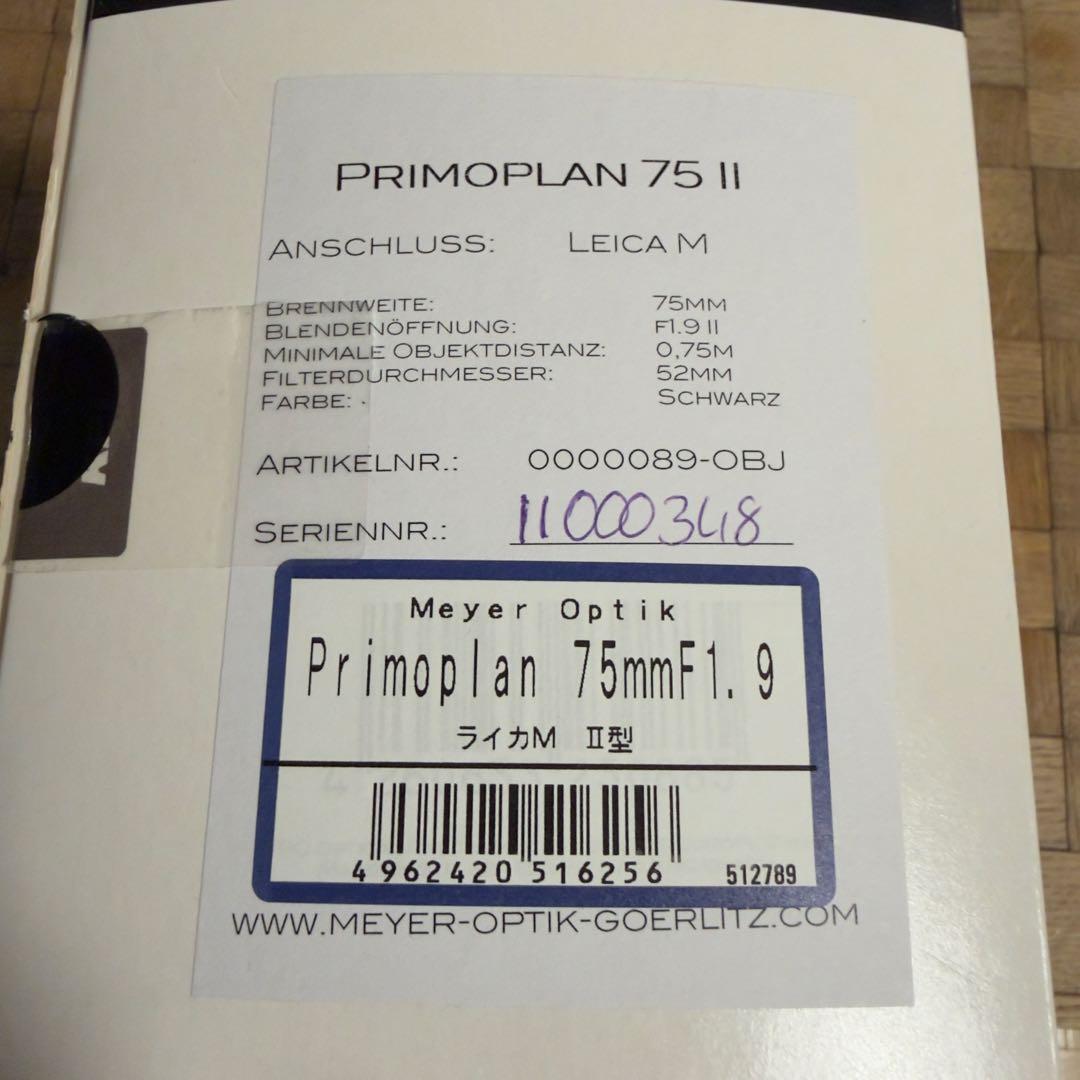 PRIMOPLAN 75 II
ANSCHLUSS: LEICA M
BRENNWEITE: 75MM
BLENDENÖFFNUNG: F1.9 II
MINIMALE OBJEKTDISTANZ: 0,75M
FILTERDURCHMESSER: 52MM
FARBE: SCHWARZ
ARTIKELNR.: 0000089-OBJ
SERIENNR.: 11000348
Meyer Optik
Primoplan 75mmF1.9
ライカM Ⅱ型
4962420 516256 512789
WWW.MEYER-OPTIK-GOERLITZ.COM